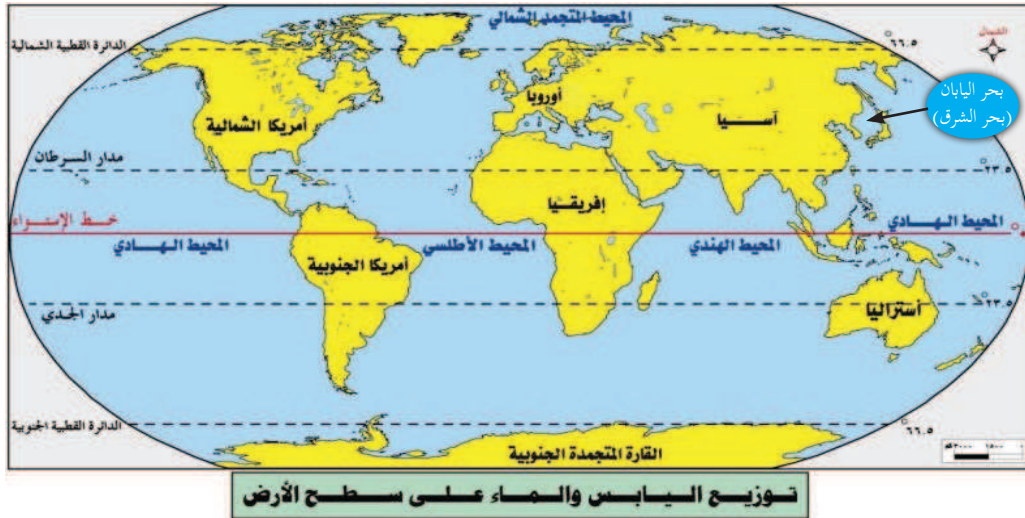 المحيط المتجمد الشمالي
الشمال
الدائرة القطبية الشمالية
٦٦.٥°
بحر اليابان
(بحر الشرق)
أوروبا
آسيا
أمريكا الشمالية
مدار السرطان
٢٣.٥°
إفريقيا
خط الإستواء
المحيط الهادي
°
المحيط الهادي
المحيط الأطلسي
المحيط الهندي
أمريكا الجنوبية
مدار الجدي
أستراليا
٢٣.٥°
الدائرة القطبية الجنوبية
٦٦.٥°
القارة المتجمدة الجنوبية
توزيع اليابس والماء على سطح الأرض